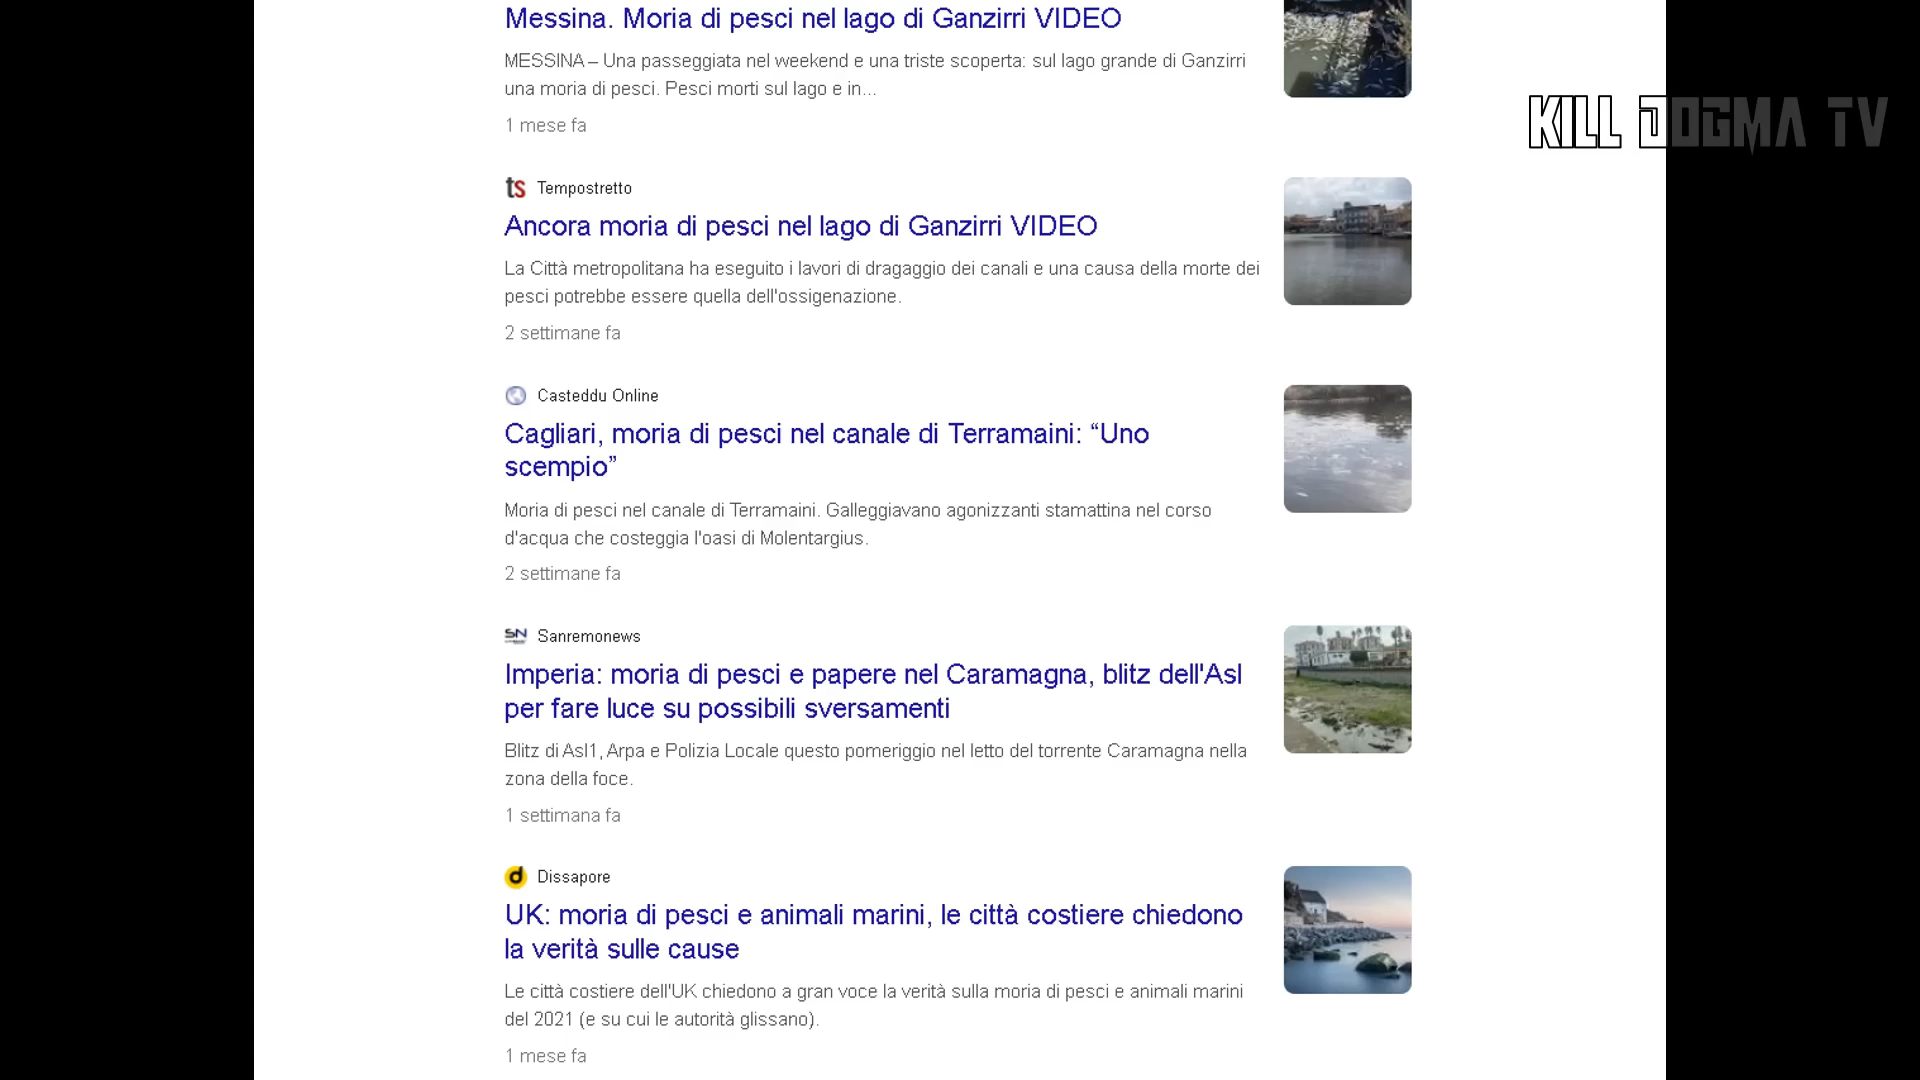 Messina. Moria di pesci nel lago di Ganzirri VIDEO
MESSINA – Una passeggiata nel weekend e una triste scoperta: sul lago grande di Ganzirri
una moria di pesci. Pesci morti sul lago e in...
1 mese fa
KILL DOGMA TV
ts Tempostretto
Ancora moria di pesci nel lago di Ganzirri VIDEO
La Città metropolitana ha eseguito i lavori di dragaggio dei canali e una causa della morte dei
pesci potrebbe essere quella dell'ossigenazione.
2 settimane fa
Casteddu Online
Cagliari, moria di pesci nel canale di Terramaini: “Uno
scempio”
Moria di pesci nel canale di Terramaini. Galleggiavano agonizzanti stamattina nel corso
d'acqua che costeggia l'oasi di Molentargius.
2 settimane fa
SN Sanremonews
Imperia: moria di pesci e papere nel Caramagna, blitz dell'Asl
per fare luce su possibili sversamenti
Blitz di Asl1, Arpa e Polizia Locale questo pomeriggio nel letto del torrente Caramagna nella
zona della foce.
1 settimana fa
d Dissapore
UK: moria di pesci e animali marini, le città costiere chiedono
la verità sulle cause
Le città costiere dell'UK chiedono a gran voce la verità sulla moria di pesci e animali marini
del 2021 (e su cui le autorità glissano).
1 mese fa